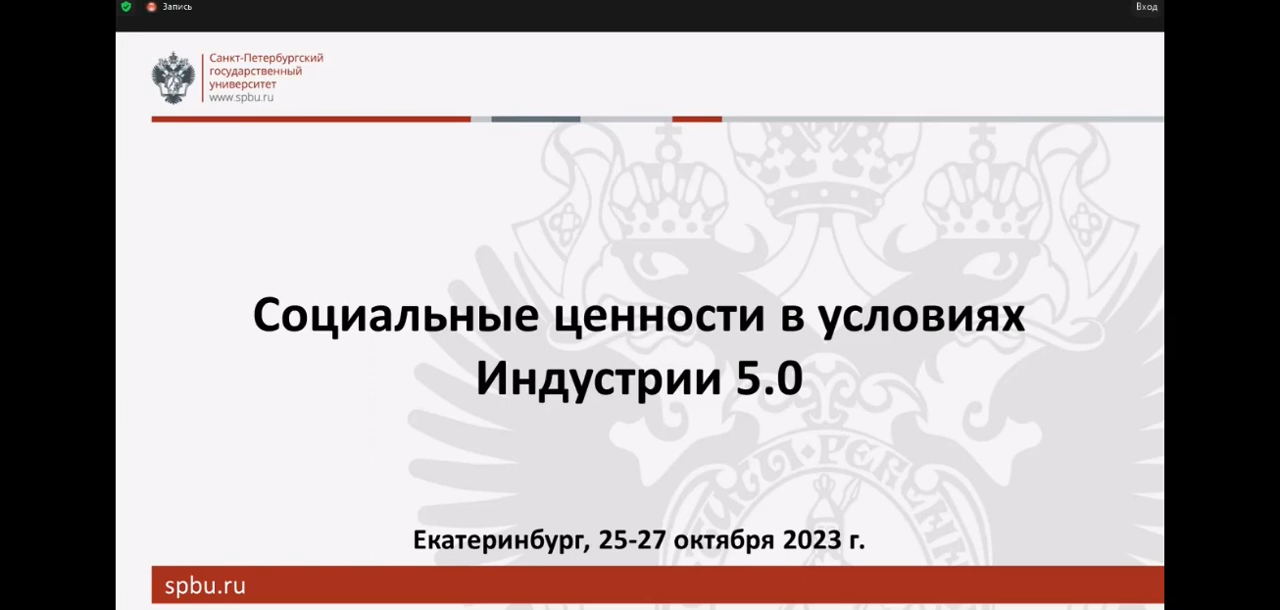 Запись
Вход
Санкт-Петербургский
государственный
университет
www.spbu.ru
Социальные ценности в условиях
Индустрии 5.0
Екатеринбург, 25-27 октября 2023 г.
spbu.ru